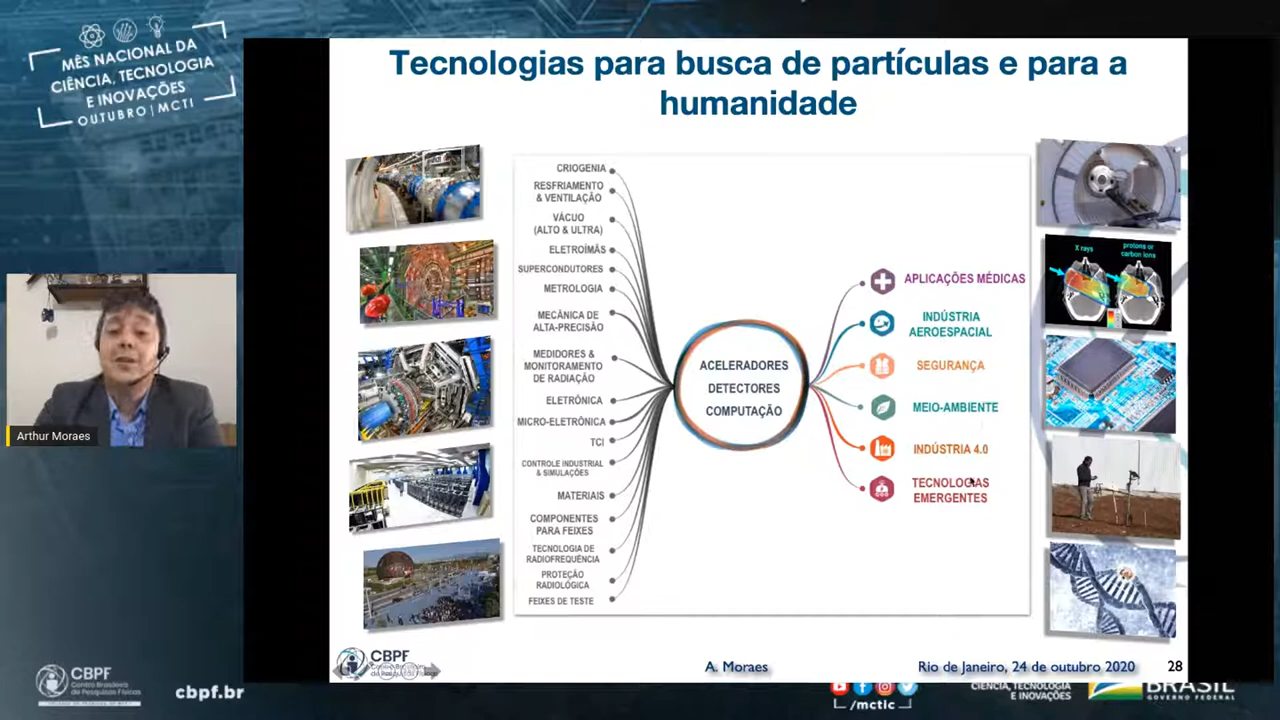 MÊS NACIONAL DA
CIÊNCIA, TECNOLOGIA
E INOVAÇÕES
OUTUBRO | MCTI
Tecnologias para busca de partículas e para a
humanidade
CRIOGENIA
RESFRIAMENTO
& VENTILAÇÃO
VÁCUO
(ALTO & ULTRA)
ELETROÍMÃS
SUPERCONDUTORES
METROLOGIA
MECÂNICA DE
ALTA-PRECISÃO
MEDIDORES &
MONITORAMENTO
DE RADIAÇÃO
ELETRÔNICA
MICRO-ELETRÔNICA
TCI
CONTROLE INDUSTRIAL
& SIMULAÇÕES
MATERIAIS
COMPONENTES
PARA FEIXES
TECNOLOGIA DE
RADIOFREQUÊNCIA
PROTEÇÃO
RADIOLÓGICA
FEIXES DE TESTE
ACELERADORES
DETECTORES
COMPUTAÇÃO
APLICAÇÕES MÉDICAS
INDÚSTRIA
AEROESPACIAL
SEGURANÇA
MEIO-AMBIENTE
INDÚSTRIA 4.0
TECNOLOGIAS
EMERGENTES
X rays
protons or
carbon ions
Arthur Moraes
CBPF
A. Moraes
Rio de Janeiro, 24 de outubro 2020
28
CBPF
Centro Brasileiro
de Pesquisas Físicas
cbpf.br
/mctic
CIÊNCIA, TECNOLOGIA
E INOVAÇÕES
BRASIL
GOVERNO FEDERAL